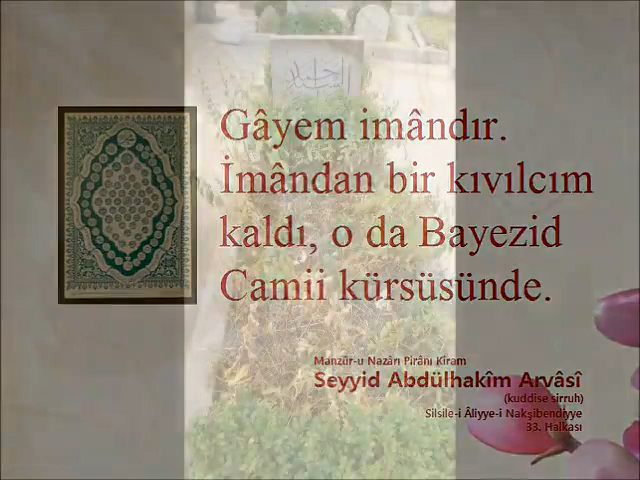 Gâyem imândır.
İmândan bir kıvılcım
kaldı, o da Bayezid
Camii kürsüsünde.
Manzûr-u Nazârı Pirânı Kiram
Seyyid Abdülhakîm Arvâsî
(kuddise sirruh)
Silsile-i Âliyye-i Nakşibendiyye
33. Halkası